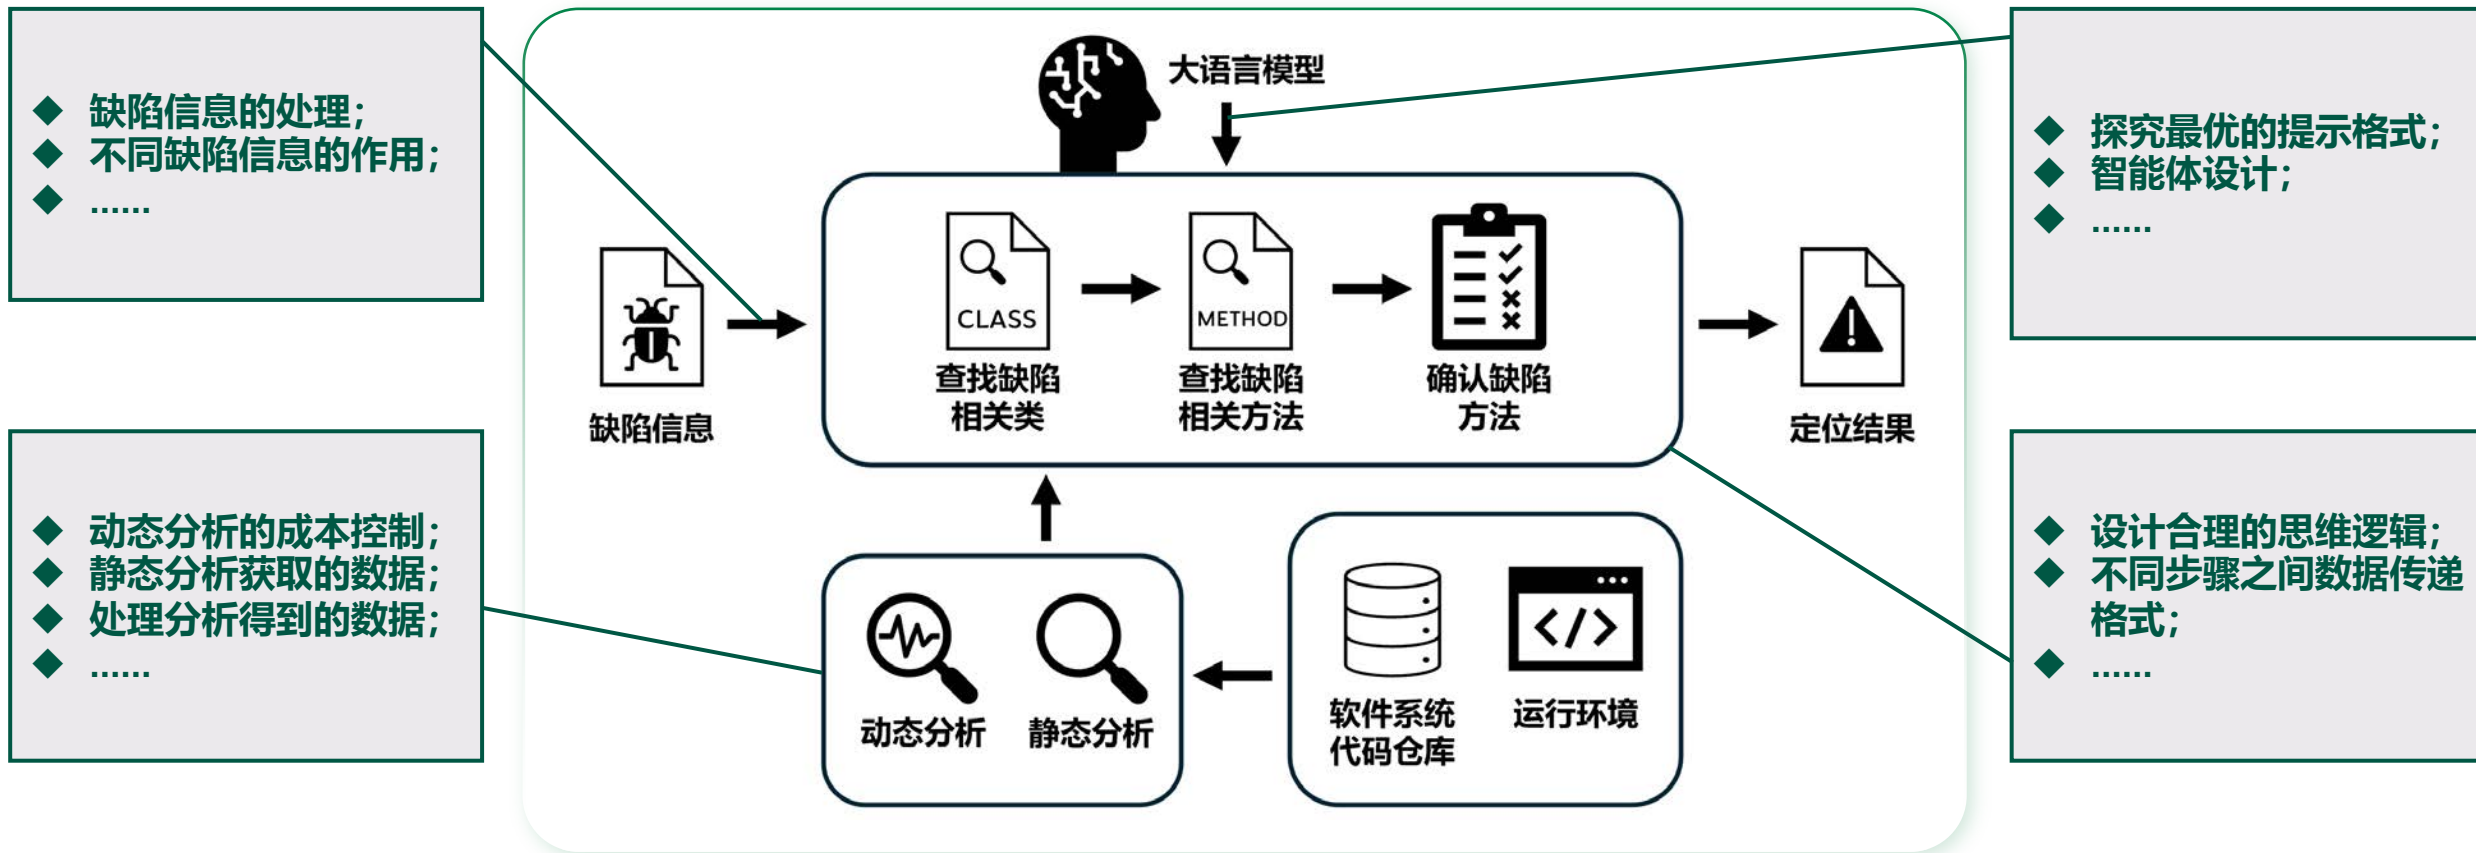 缺陷信息的处理；
不同缺陷信息的作用；
......
动态分析的成本控制；
静态分析获取的数据；
处理分析得到的数据；
......
大语言模型
CLASS
METHOD
查找缺陷
相关类
查找缺陷
相关方法
确认缺陷
方法
缺陷信息
定位结果
动态分析
静态分析
软件系统
代码仓库
运行环境
</>
探究最优的提示格式；
智能体设计；
......
设计合理的思维逻辑；
不同步骤之间数据传递
格式；
......